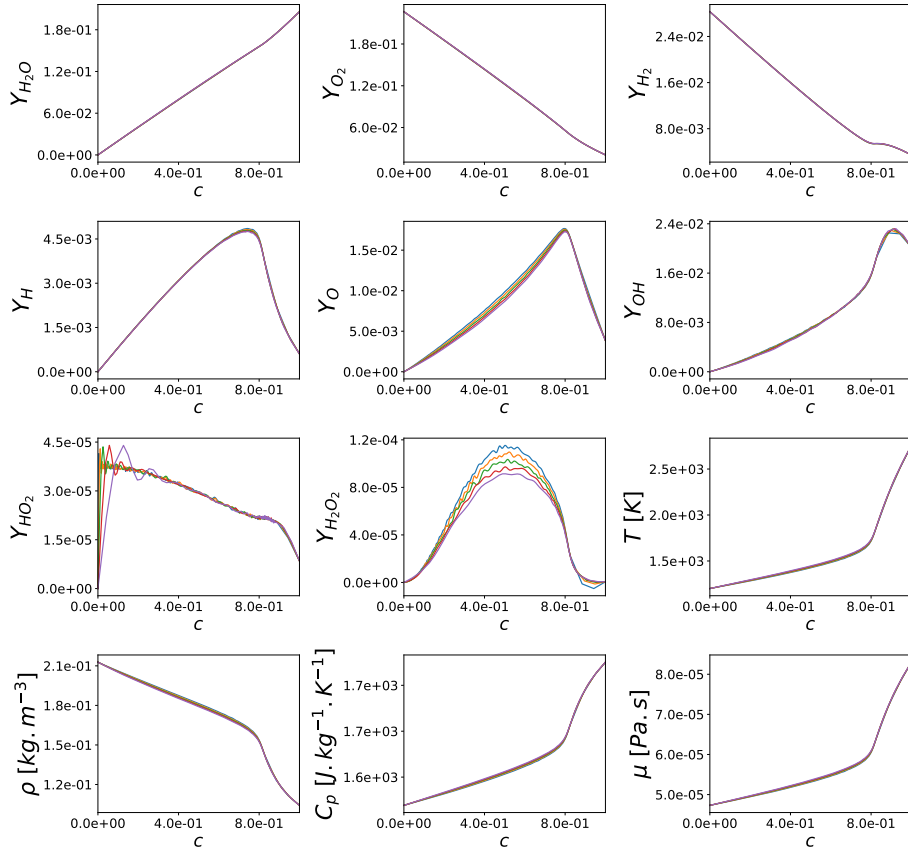 Y_{H_2O}
1.8e-01
1.2e-01
6.0e-02
0.0e+00
0.0e+00 4.0e-01 8.0e-01
c
Y_{O_2}
1.8e-01
1.2e-01
6.0e-02
0.0e+00 4.0e-01 8.0e-01
c
Y_{H_2}
2.4e-02
1.6e-02
8.0e-03
0.0e+00 4.0e-01 8.0e-01
c
Y_H
4.5e-03
3.0e-03
1.5e-03
0.0e+00
0.0e+00 4.0e-01 8.0e-01
c
Y_O
1.5e-02
1.0e-02
5.0e-03
0.0e+00
0.0e+00 4.0e-01 8.0e-01
c
Y_{OH}
2.4e-02
1.6e-02
8.0e-03
0.0e+00
0.0e+00 4.0e-01 8.0e-01
c
Y_{HO_2}
4.5e-05
3.0e-05
1.5e-05
0.0e+00
0.0e+00 4.0e-01 8.0e-01
c
Y_{H_2O_2}
1.2e-04
8.0e-05
4.0e-05
0.0e+00
0.0e+00 4.0e-01 8.0e-01
c
T [K]
2.5e+03
2.0e+03
1.5e+03
0.0e+00 4.0e-01 8.0e-01
c
ρ [kg.m^{-3}]
2.1e-01
1.8e-01
1.5e-01
1.2e-01
0.0e+00 4.0e-01 8.0e-01
c
C_p [J.kg^{-1}.K^{-1}]
1.7e+03
1.7e+03
1.6e+03
0.0e+00 4.0e-01 8.0e-01
c
μ [Pa.s]
8.0e-05
7.0e-05
6.0e-05
5.0e-05
0.0e+00 4.0e-01 8.0e-01
c